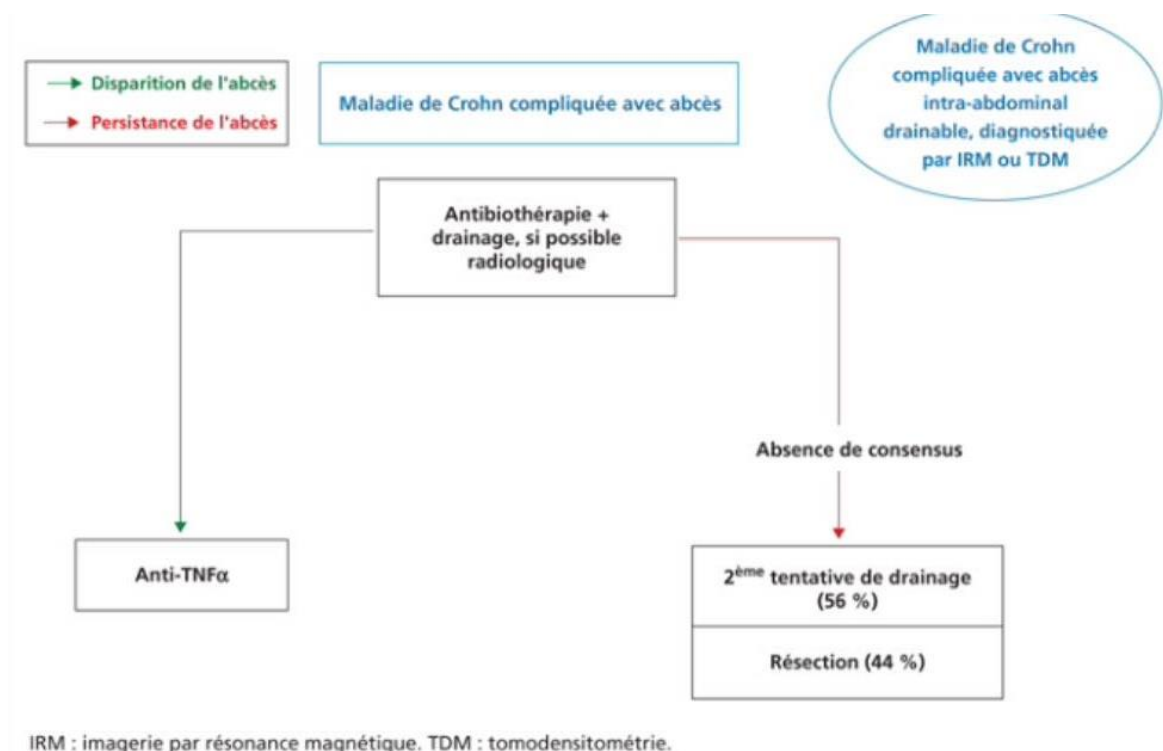 Disparition de l'abcès
Persistance de l'abcès
Maladie de Crohn compliquée avec abcès
Maladie de Crohn
compliquée avec abcès
intra-abdominal
drainable, diagnostiquée
par IRM ou TDM
Antibiothérapie +
drainage, si possible
radiologique
Absence de consensus
Anti-TNFα
2ème tentative de drainage
(56 %)
Résection (44 %)
IRM : imagerie par résonance magnétique. TDM : tomodensitométrie.